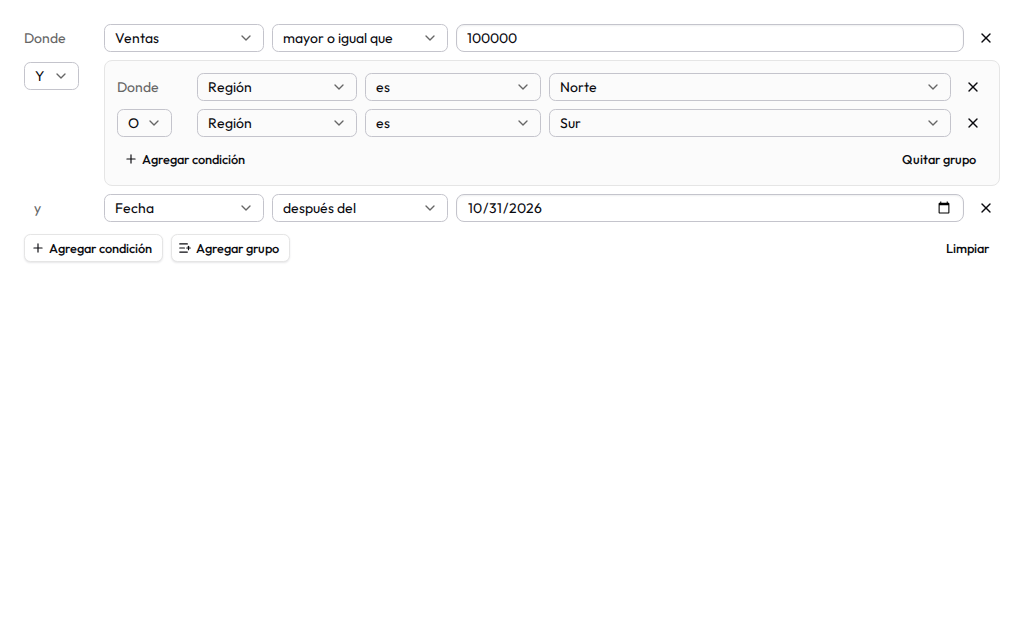 Donde Ventas mayor o igual que 100000
Y
Donde Región es Norte
O Región es Sur
Agregar condición Quitar grupo
y Fecha después del 10/31/2026
Agregar condición Agregar grupo Limpiar